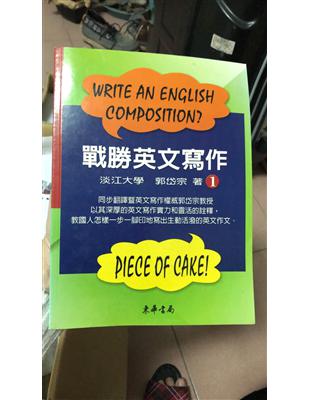 WRITE AN ENGLISH
COMPOSITION?
戰勝英文寫作
淡江大學 郭岱宗 著 1
同步翻譯暨英文寫作權威郭岱宗教授
以其深厚的英文寫作實力和靈活的詮釋，
教國人怎樣一步一腳印地寫出生動活潑的英文作文。
PIECE OF CAKE!
東華書局